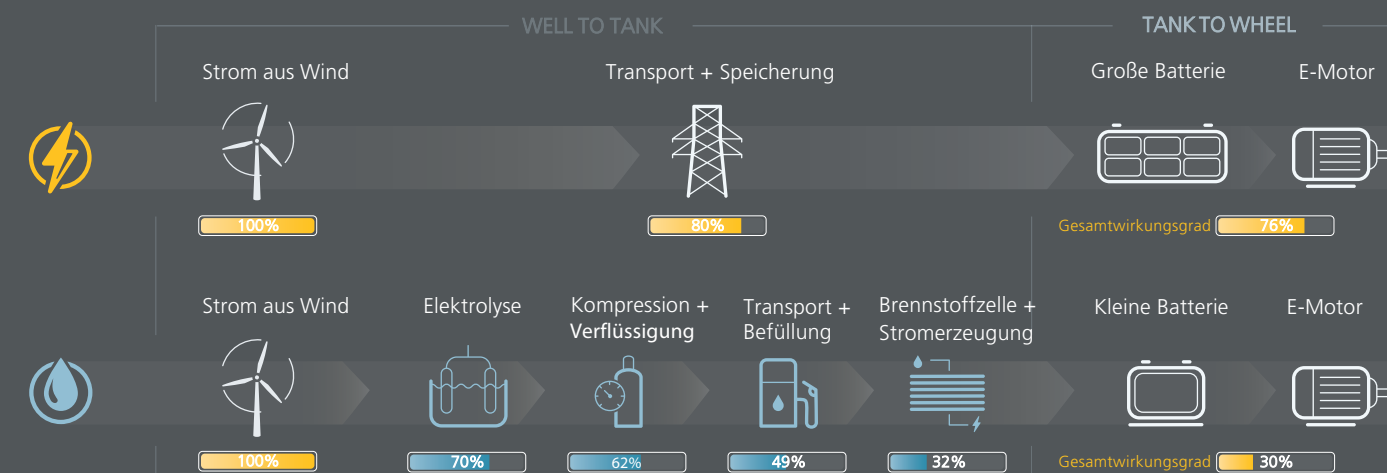 WELL TO TANK
TANK TO WHEEL
Strom aus Wind
Transport + Speicherung
Große Batterie
E-Motor
100%
80%
Gesamtwirkungsgrad
76%
Strom aus Wind
Elektrolyse
Kompression +
Verflüssigung
Transport +
Befüllung
Brennstoffzelle +
Stromerzeugung
Kleine Batterie
E-Motor
100%
70%
62%
49%
32%
Gesamtwirkungsgrad
30%